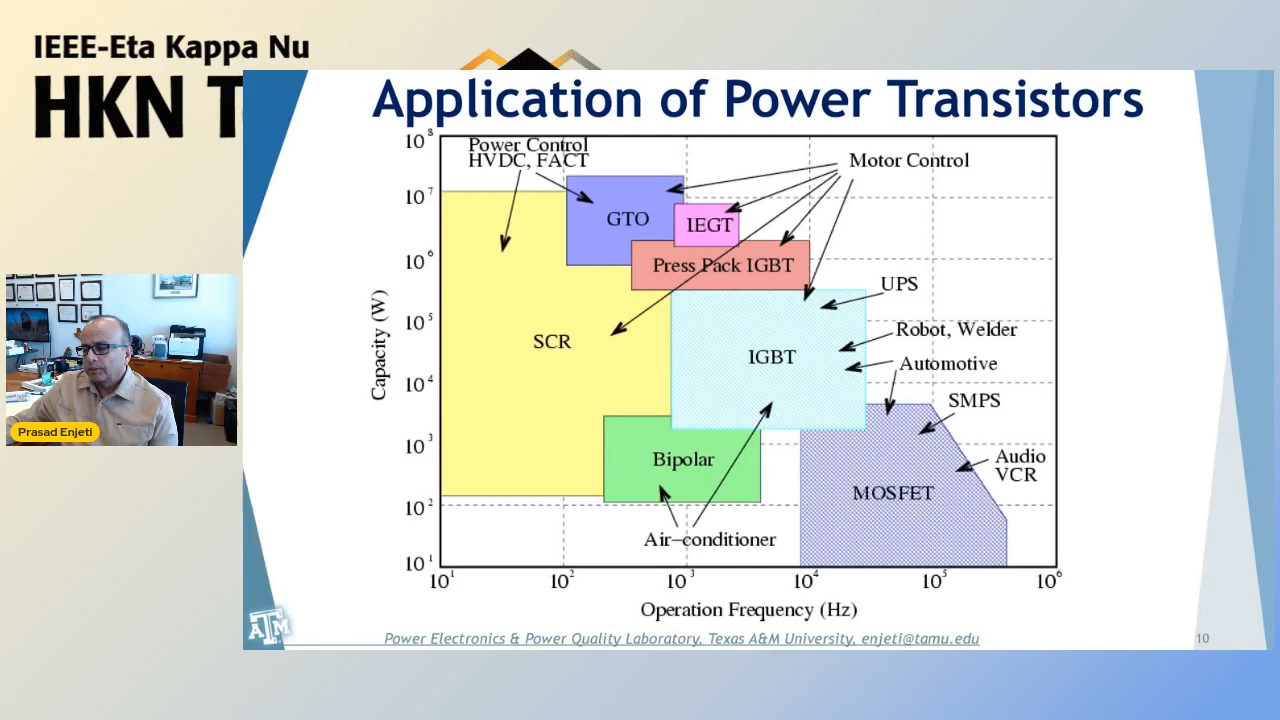 IEEE-Eta Kappa Nu
HKN T
Application of Power Transistors
Power Control
HVDC, FACT
Motor Control
GTO
IEGT
Press Pack IGBT
UPS
SCR
Robot, Welder
IGBT
Automotive
SMPS
Bipolar
Audio
VCR
MOSFET
Air-conditioner
Capacity (W)
10⁸
10⁷
10⁶
10⁵
10⁴
10³
10²
10¹
10¹ 10² 10³ 10⁴ 10⁵ 10⁶
Operation Frequency (Hz)
Prasad Enjeti
ATM
Power Electronics & Power Quality Laboratory, Texas A&M University, enjeti@tamu.edu
10